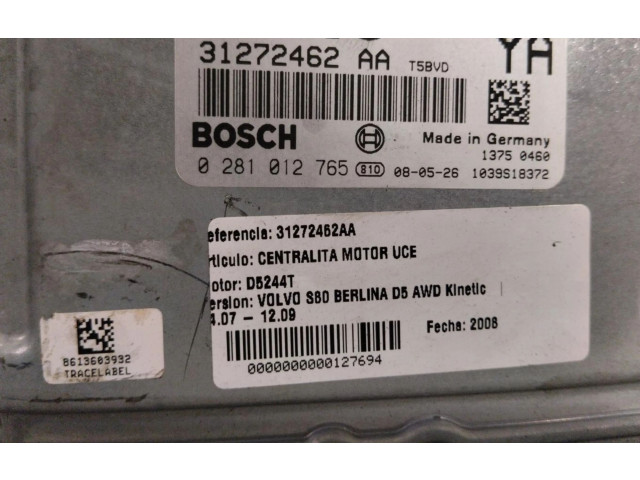 31272462 AA T5BVD YA
BOSCH Made in Germany
1375 0460
0 281 012 765 810 08-05-26 1039S18372
eferencia: 31272462AA
rticulo: CENTRALITA MOTOR UCE
otor: D5244T
ersion: VOLVO S80 BERLINA D5 AWD Kinetic
4.07 - 12.09
Fecha: 2008
0000000000127694
B613603932
TRACELABEL